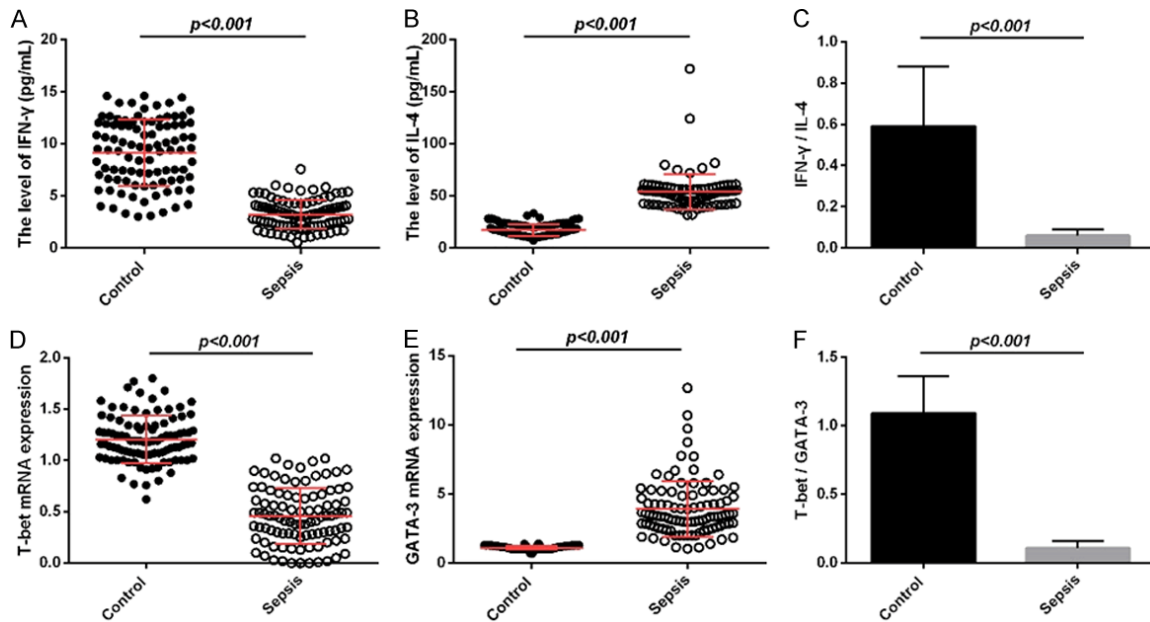 A
p<0.001
The level of IFN-γ (pg/mL)
20
15
10
5
0
Control
Sepsis
B
p<0.001
The level of IL-4 (pg/mL)
200
150
100
50
0
Control
Sepsis
C
p<0.001
IFN-γ / IL-4
1.0
0.8
0.6
0.4
0.2
0.0
Control
Sepsis
D
p<0.001
T-bet mRNA expression
2.0
1.5
1.0
0.5
0.0
Control
Sepsis
E
p<0.001
GATA-3 mRNA expression
15
10
5
0
Control
Sepsis
F
p<0.001
T-bet / GATA-3
1.5
1.0
0.5
0.0
Control
Sepsis